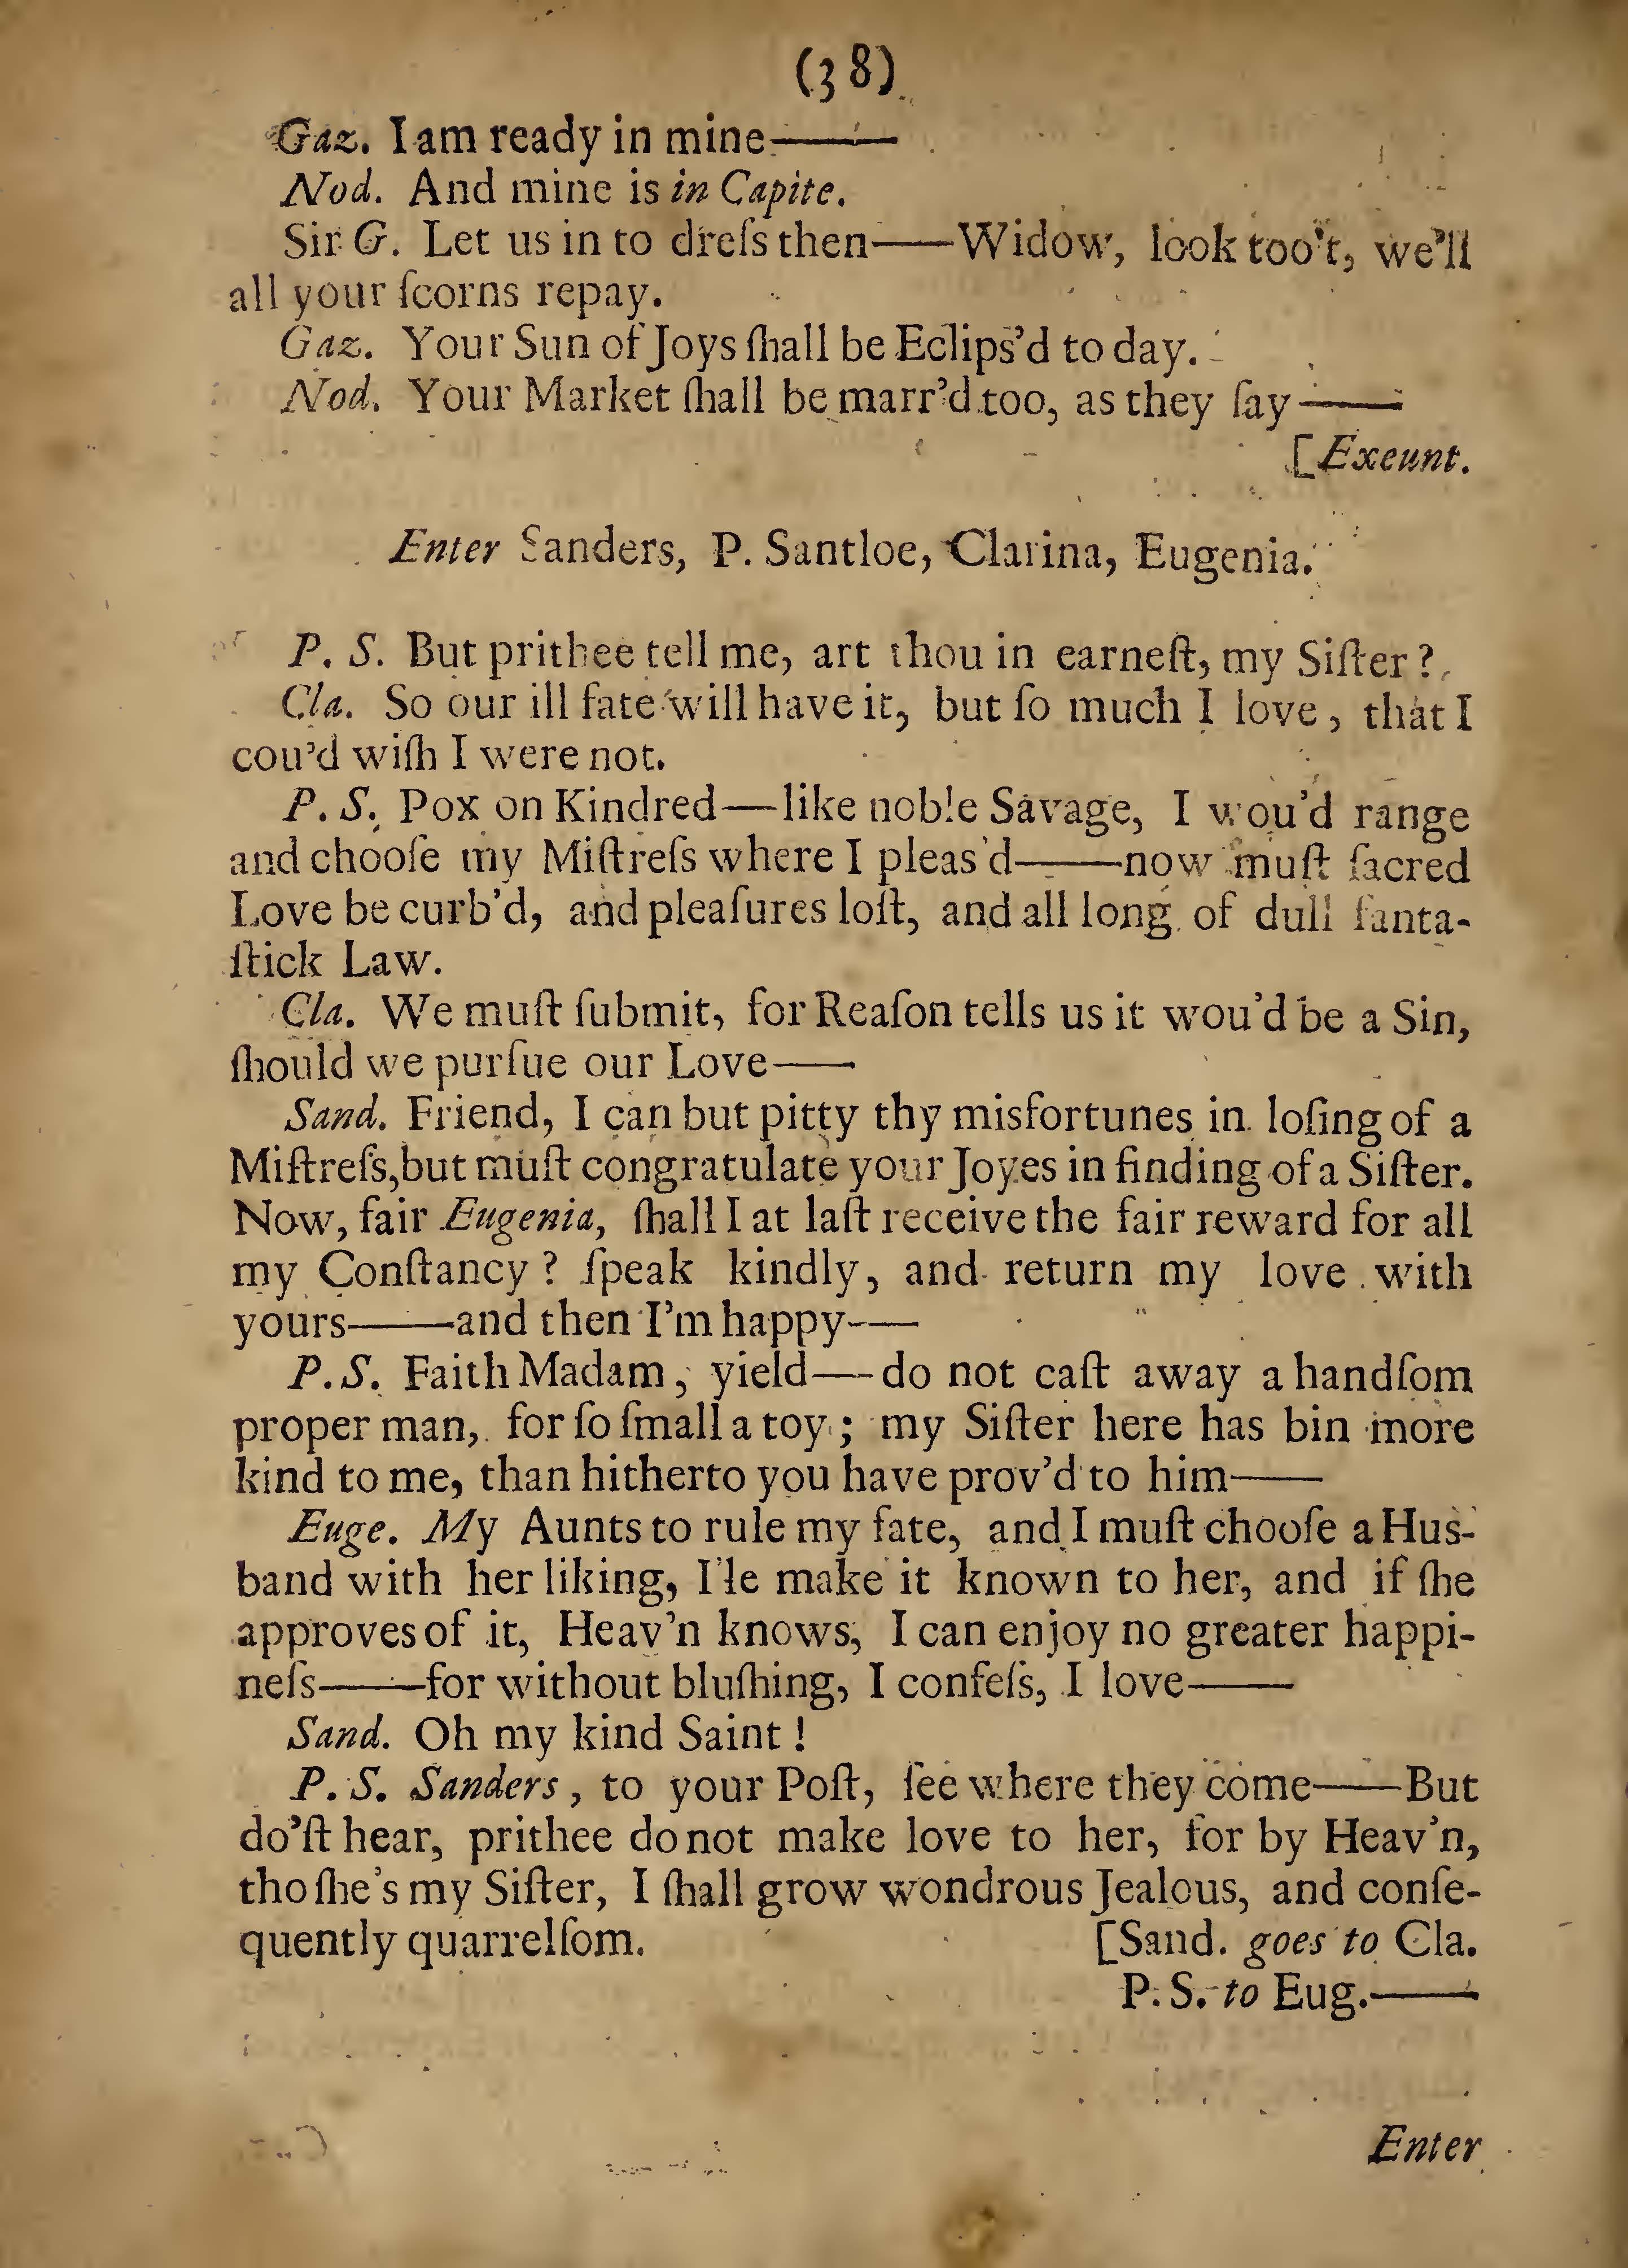 (38)
Gaz. I am ready in mine——
Nod. And mine is in Capite.
Sir G. Let us in to dreſs then——Widow, look too't, we'll
all your ſcorns repay.
Gaz. Your Sun of Joys ſhall be Eclips'd to day.
Nod. Your Market ſhall be marr'd too, as they ſay——
[Exeunt.
Enter Sanders, P. Santloe, Clarina, Eugenia.
P. S. But prithee tell me, art thou in earneſt, my Siſter?
Cla. So our ill fate will have it, but ſo much I love, that I
cou'd wiſh I were not.
P. S. Pox on Kindred—like noble Savage, I wou'd range
and chooſe my Miſtreſs where I pleas'd——now muſt ſacred
Love be curb'd, and pleaſures loſt, and all long of dull fanta-
ſtick Law.
Cla. We muſt ſubmit, for Reaſon tells us it wou'd be a Sin,
ſhould we purſue our Love——
Sand. Friend, I can but pitty thy misfortunes in loſing of a
Miſtreſs, but muſt congratulate your Joyes in finding of a Siſter.
Now, fair Eugenia, ſhall I at laſt receive the fair reward for all
my Conſtancy? ſpeak kindly, and return my love with
yours——and then I'm happy-—
P. S. Faith Madam, yield—do not caſt away a handſom
proper man, for ſo ſmall a toy; my Siſter here has bin more
kind to me, than hitherto you have prov'd to him——
Euge. My Aunts to rule my fate, and I muſt chooſe a Hus-
band with her liking, I'le make it known to her, and if ſhe
approves of it, Heav'n knows, I can enjoy no greater happi-
neſs——for without bluſhing, I confeſs, I love——
Sand. Oh my kind Saint!
P. S. Sanders, to your Poſt, ſee where they come——But
do'ſt hear, prithee do not make love to her, for by Heav'n,
tho ſhe's my Siſter, I ſhall grow wondrous Jealous, and conſe-
quently quarrelſom. [Sand. goes to Cla.
P. S. to Eug.——
Enter